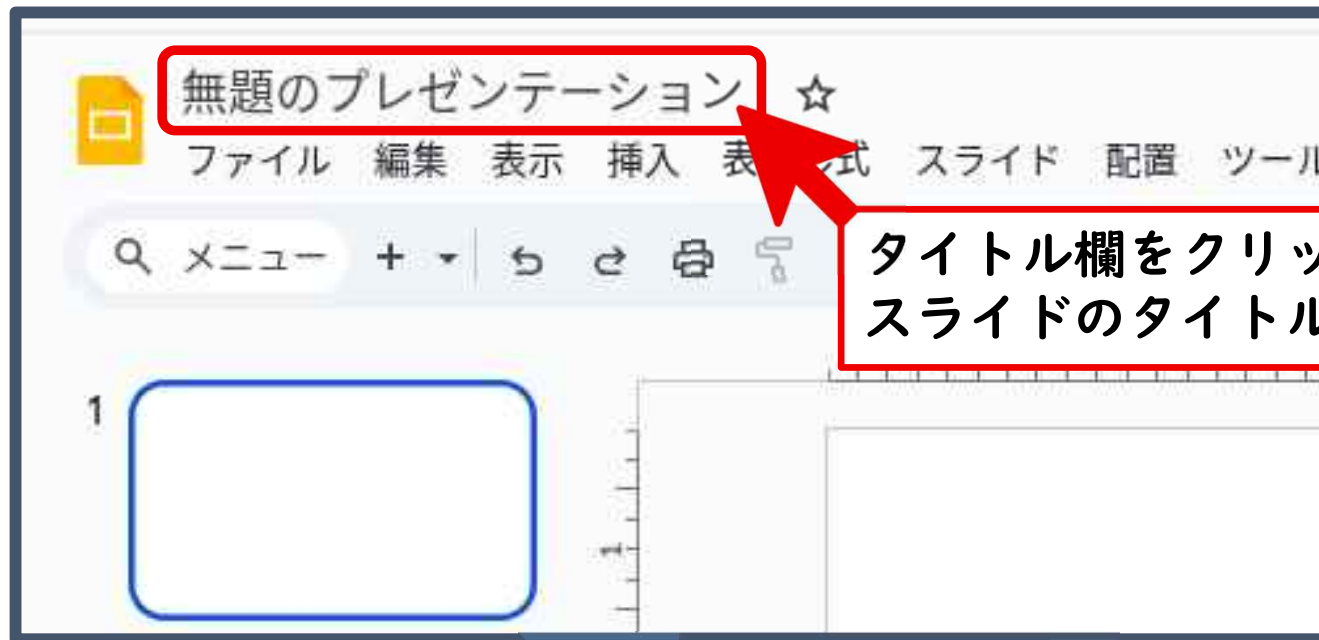 無題のプレゼンテーション
ファイル 編集 表示 挿入 表 式 スライド 配置 ツール
メニュー
タイトル欄をクリッ
スライドのタイトル
1
1